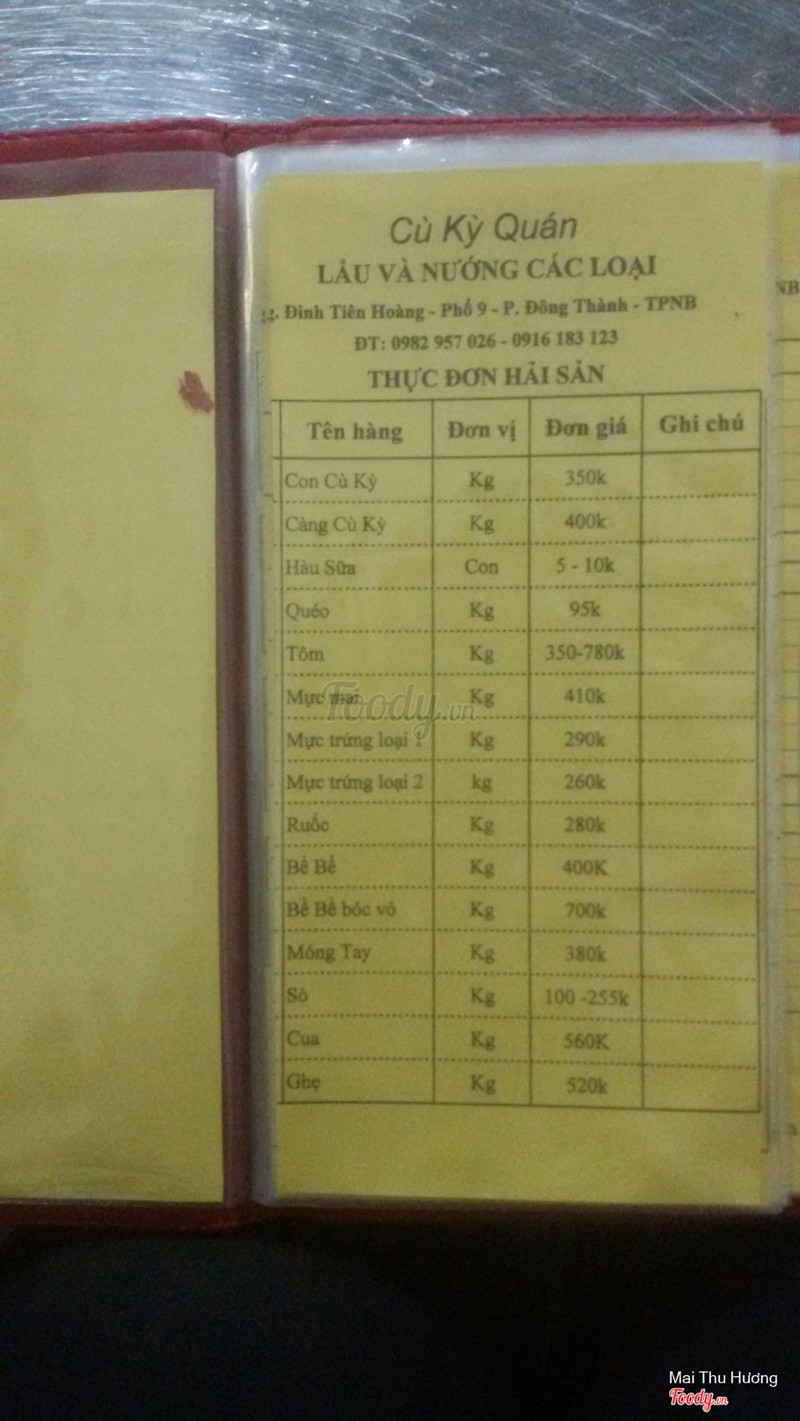 Cù Kỳ Quán
LẨU VÀ NƯỚNG CÁC LOẠI
Đinh Tiên Hoàng - Phố 9 - P. Đông Thành - TPNB
ĐT: 0982 957 026 - 0916 183 123
THỰC ĐƠN HẢI SẢN
Tên hàng Đơn vị Đơn giá Ghi chú
Con Cù Kỳ Kg 350k
Càng Cù Kỳ Kg 400k
Hàu Sữa Con 5 - 10k
Quéo Kg 95k
Tôm Kg 350-780k
Mực mai Kg 410k
Mực trứng loại 1 Kg 290k
Mực trứng loại 2 kg 260k
Ruốc Kg 280k
Bề Bề Kg 400K
Bề Bề bóc vỏ Kg 700k
Móng Tay Kg 380k
Sò Kg 100 -255k
Cua Kg 560K
Ghẹ Kg 520k
NB
Foody.vn
Mai Thu Hương
Foody.vn